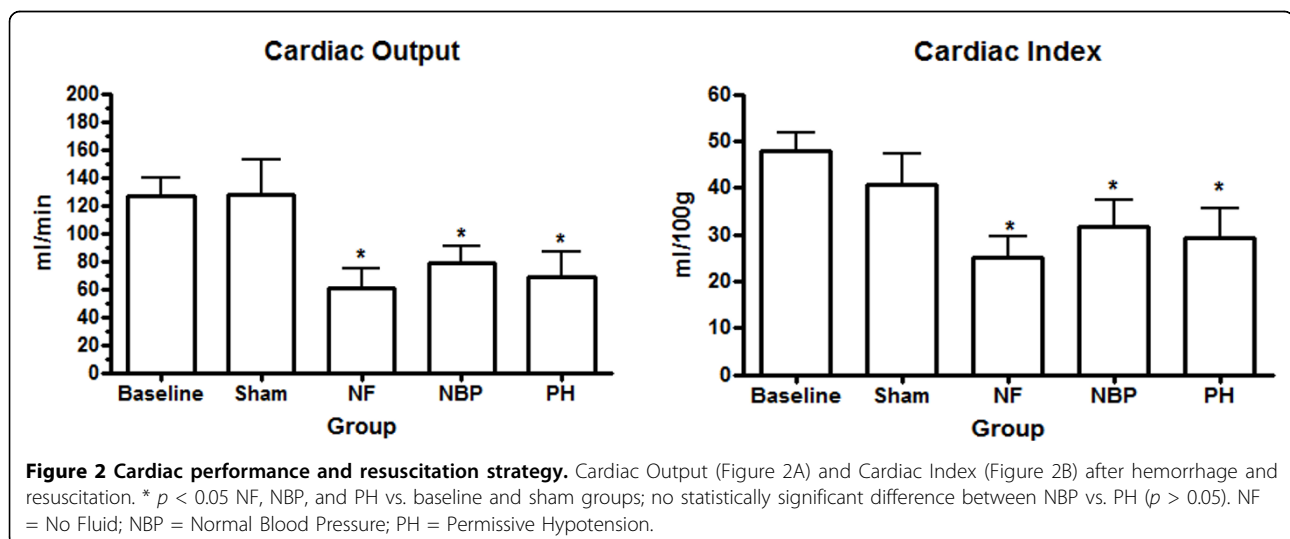 Cardiac Output
200
180
160
140
120
100
80
60
40
20
0
ml/min
*
*
*
Baseline Sham NF NBP PH
Group
Cardiac Index
60
50
40
30
20
10
0
ml/100g
*
*
*
Baseline Sham NF NBP PH
Group
Figure 2 Cardiac performance and resuscitation strategy. Cardiac Output (Figure 2A) and Cardiac Index (Figure 2B) after hemorrhage and
resuscitation. * p < 0.05 NF, NBP, and PH vs. baseline and sham groups; no statistically significant difference between NBP vs. PH (p > 0.05). NF
= No Fluid; NBP = Normal Blood Pressure; PH = Permissive Hypotension.